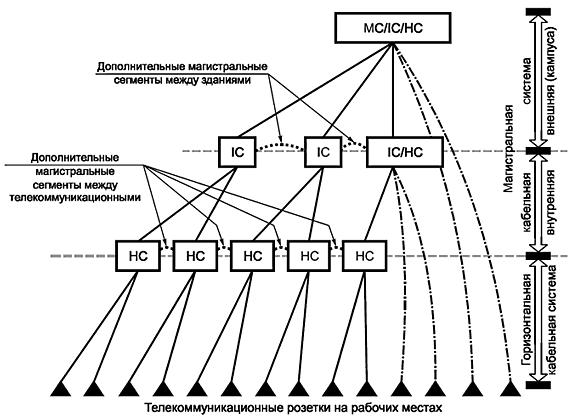 MC/IC/HC
Дополнительные магистральные
сегменты между зданиями
IC
IC
IC/HC
Дополнительные
магистральные
сегменты между
телекоммуникационными
HC
HC
HC
HC
HC
Магистральная
кабельная
система
внутренняя
внешняя (кампуса)
Горизонтальная
кабельная система
Телекоммуникационные розетки на рабочих местах